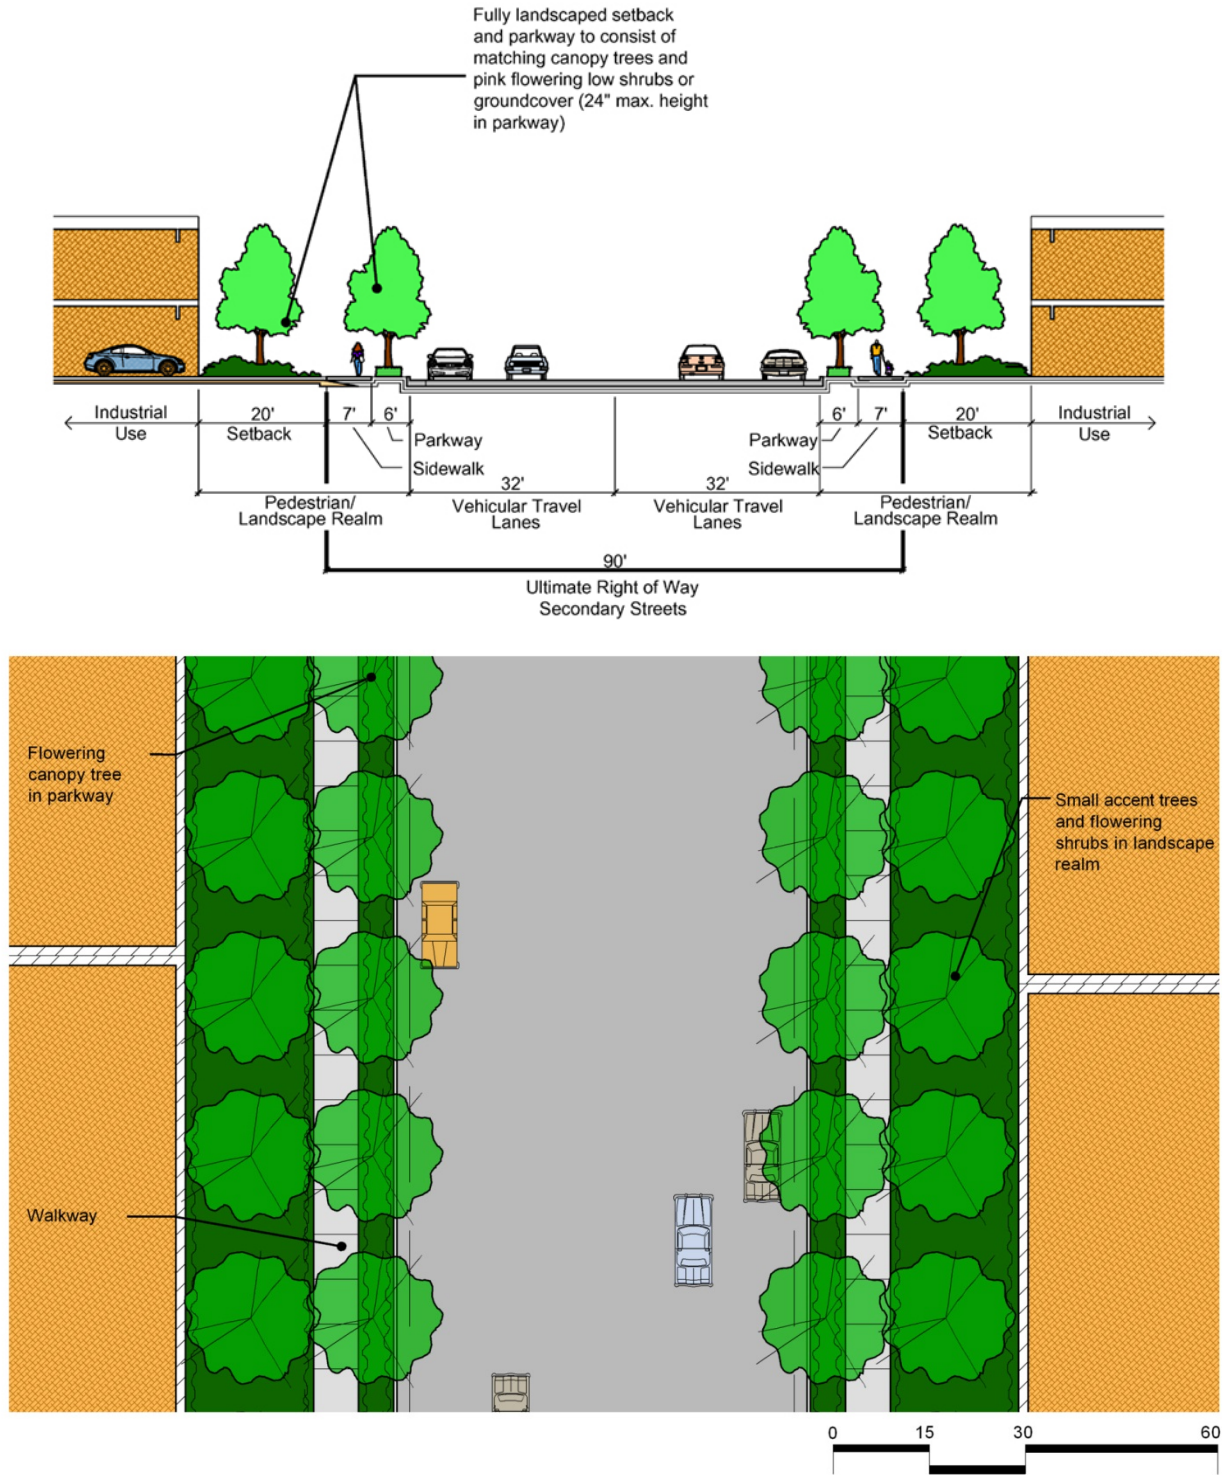 Fully landscaped setback
and parkway to consist of
matching canopy trees and
pink flowering low shrubs or
groundcover (24" max. height
in parkway)
Industrial
Use
20'
Setback
7'
6'
Parkway
Sidewalk
6'
7'
Parkway
Sidewalk
20'
Setback
Industrial
Use
Pedestrian/
Landscape Realm
32'
Vehicular Travel
Lanes
32'
Vehicular Travel
Lanes
Pedestrian/
Landscape Realm
90'
Ultimate Right of Way
Secondary Streets
Flowering
canopy tree
in parkway
Small accent trees
and flowering
shrubs in landscape
realm
Walkway
0 15 30 60